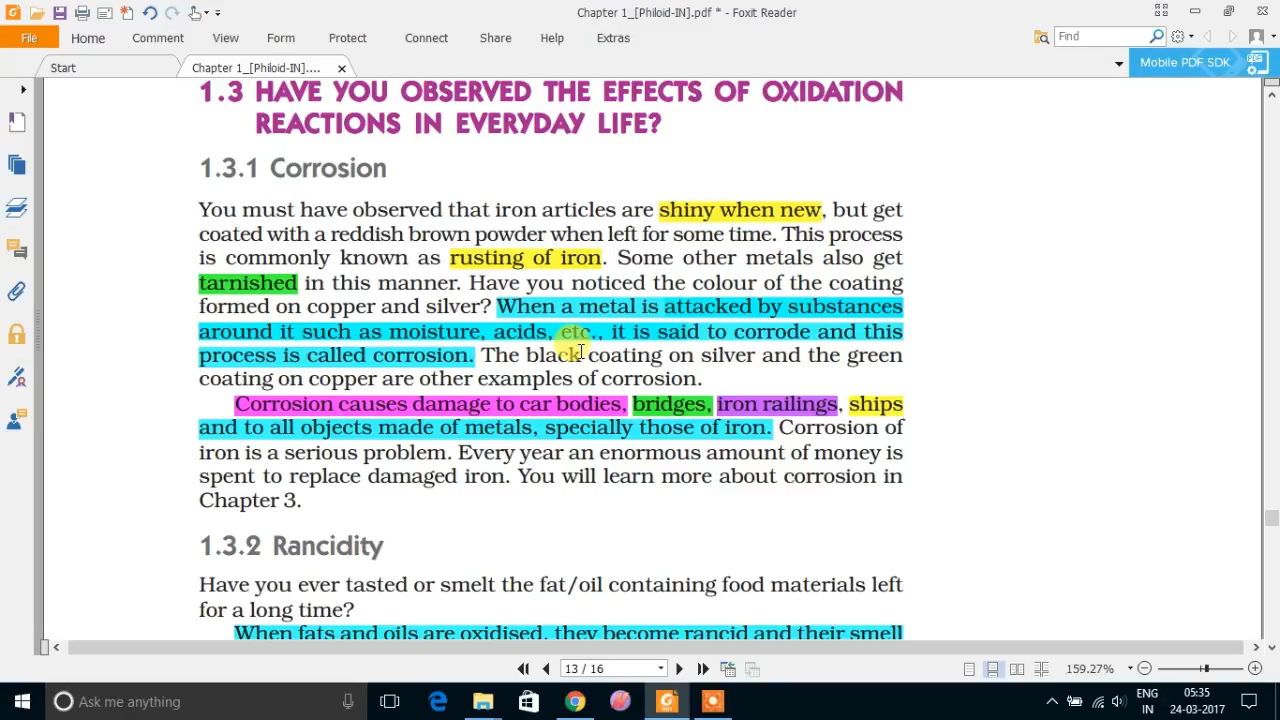 Chapter 1_[Philoid-IN].pdf * - Foxit Reader
File Home Comment View Form Protect Connect Share Help Extras Find
Start Chapter 1_[Philoid-IN].... Mobile PDF SDK
1.3 HAVE YOU OBSERVED THE EFFECTS OF OXIDATION
REACTIONS IN EVERYDAY LIFE?
1.3.1 Corrosion
You must have observed that iron articles are shiny when new, but get
coated with a reddish brown powder when left for some time. This process
is commonly known as rusting of iron. Some other metals also get
tarnished in this manner. Have you noticed the colour of the coating
formed on copper and silver? When a metal is attacked by substances
around it such as moisture, acids, etc., it is said to corrode and this
process is called corrosion. The black coating on silver and the green
coating on copper are other examples of corrosion.
Corrosion causes damage to car bodies, bridges, iron railings, ships
and to all objects made of metals, specially those of iron. Corrosion of
iron is a serious problem. Every year an enormous amount of money is
spent to replace damaged iron. You will learn more about corrosion in
Chapter 3.
1.3.2 Rancidity
Have you ever tasted or smelt the fat/oil containing food materials left
for a long time?
When fats and oils are oxidised, they become rancid and their smell
13 / 16 159.27%
Ask me anything ENG 05:35
IN 24-03-2017